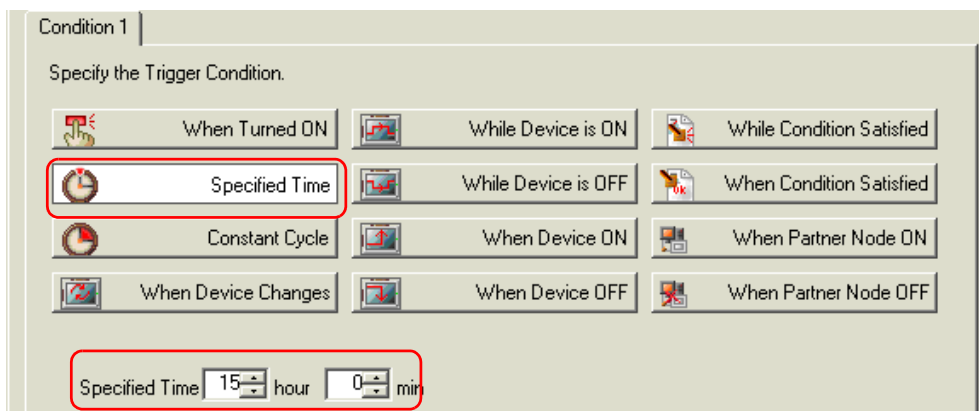 Condition 1
Specify the Trigger Condition.
When Turned ON While Device is ON While Condition Satisfied
Specified Time While Device is OFF When Condition Satisfied
Constant Cycle When Device ON When Partner Node ON
When Device Changes When Device OFF When Partner Node OFF
Specified Time 15 hour 0 min